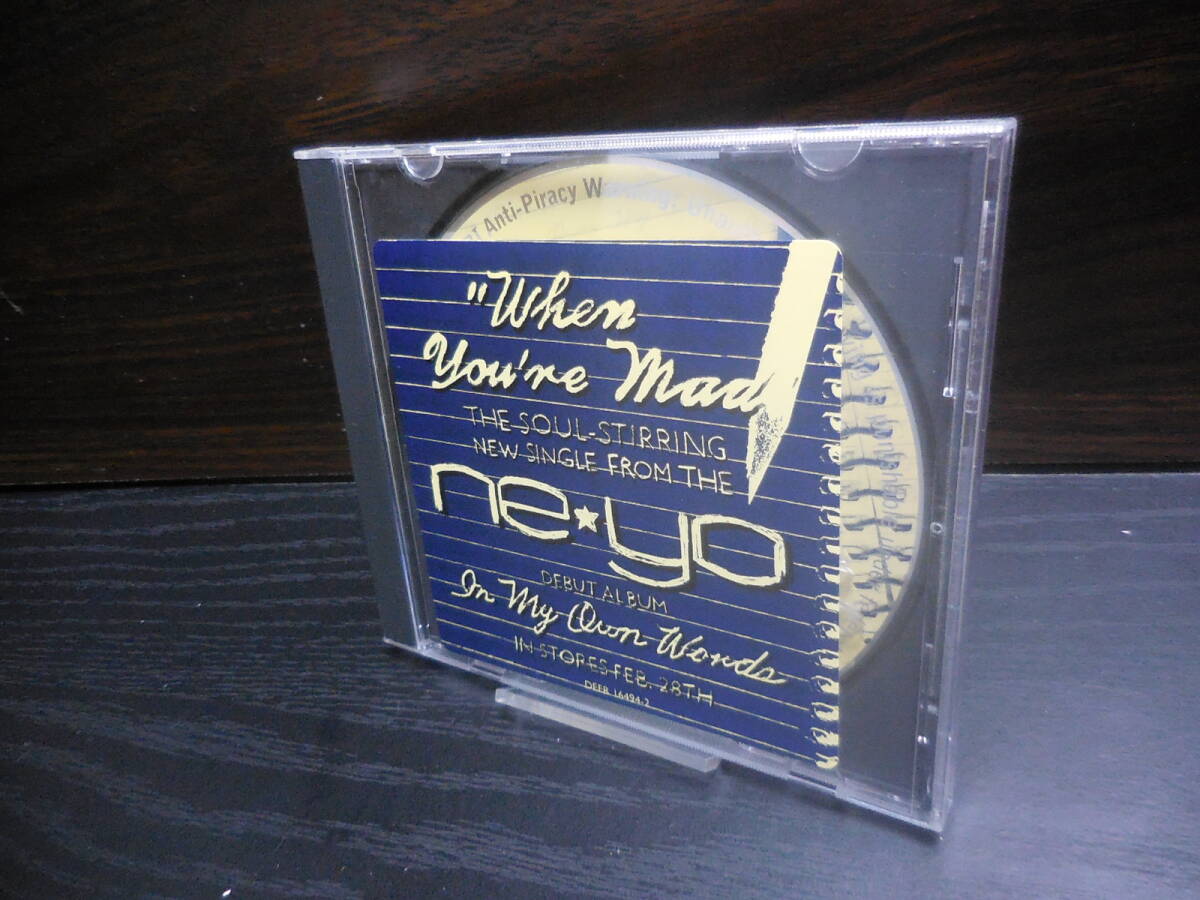 Anti-Piracy Warning:
"When
You're Mad
THE SOUL-STIRRING
NEW SINGLE FROM THE
ne★yo
DEBUT ALBUM
In My Own Words
IN STORES FEB. 28TH
DEFR 16494-2